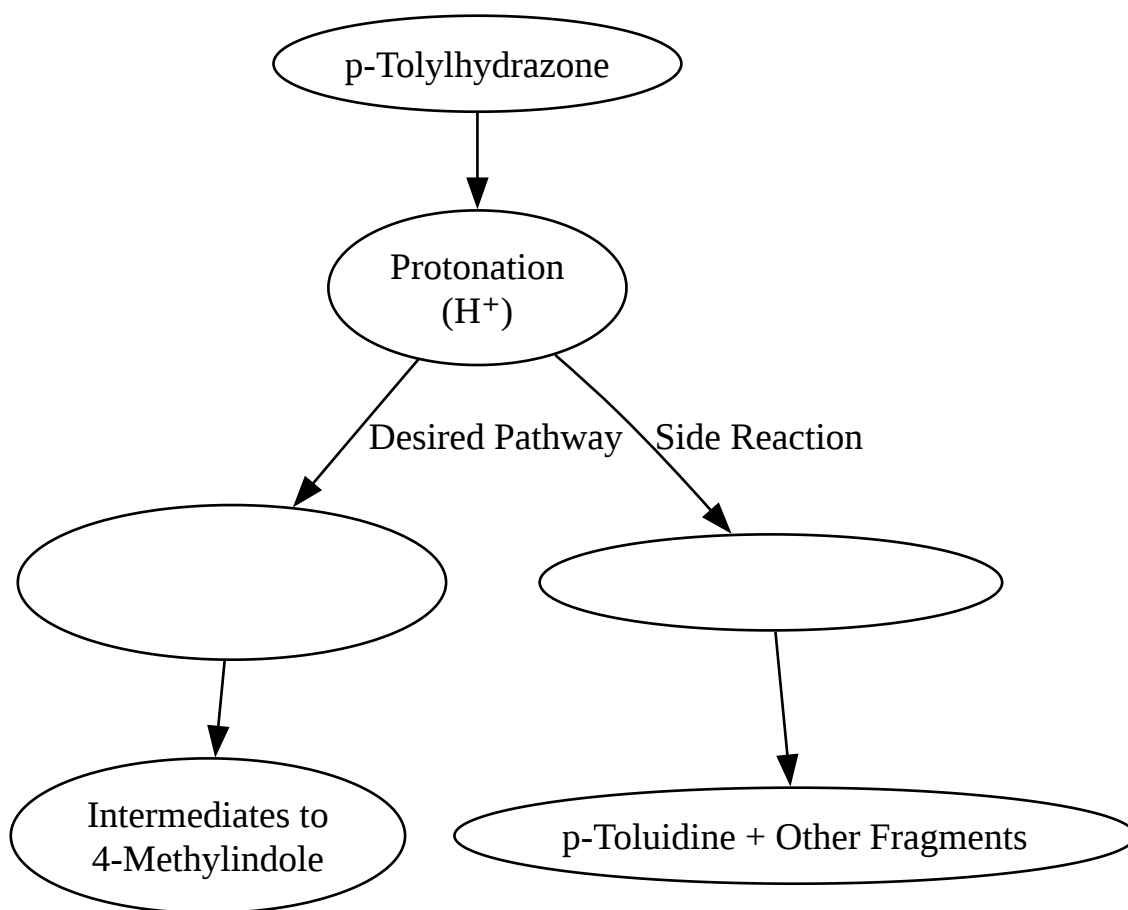 p-Tolylhydrazone
Protonation
(H⁺)
Desired Pathway
Side Reaction
Intermediates to
4-Methylindole
p-Toluidine + Other Fragments